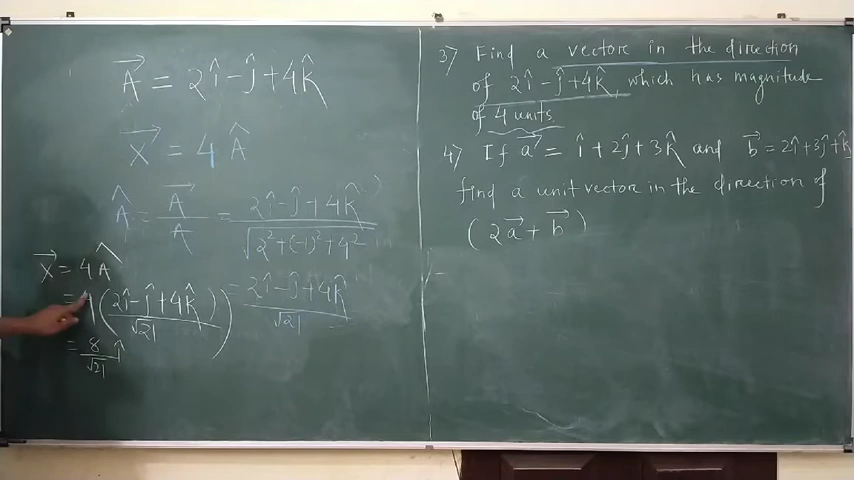 A⃗ = 2î - ĵ + 4k̂
X⃗ = 4 Â
Â = A⃗ / A = 2î - ĵ + 4k̂ / √2² + (-1)² + 4²
= 2î - ĵ + 4k̂ / √21
X⃗ = 4Â
= 4 ( 2î - ĵ + 4k̂ / √21 )
= 8/√21 î
3) Find a vectore in the direction
of 2î - ĵ + 4k̂, which has magnitude
of 4 units.
4) If a⃗ = î + 2ĵ + 3k̂ and b⃗ = 2î + 3ĵ + k̂
find a unit vector in the direection of
(2a⃗ + b⃗)